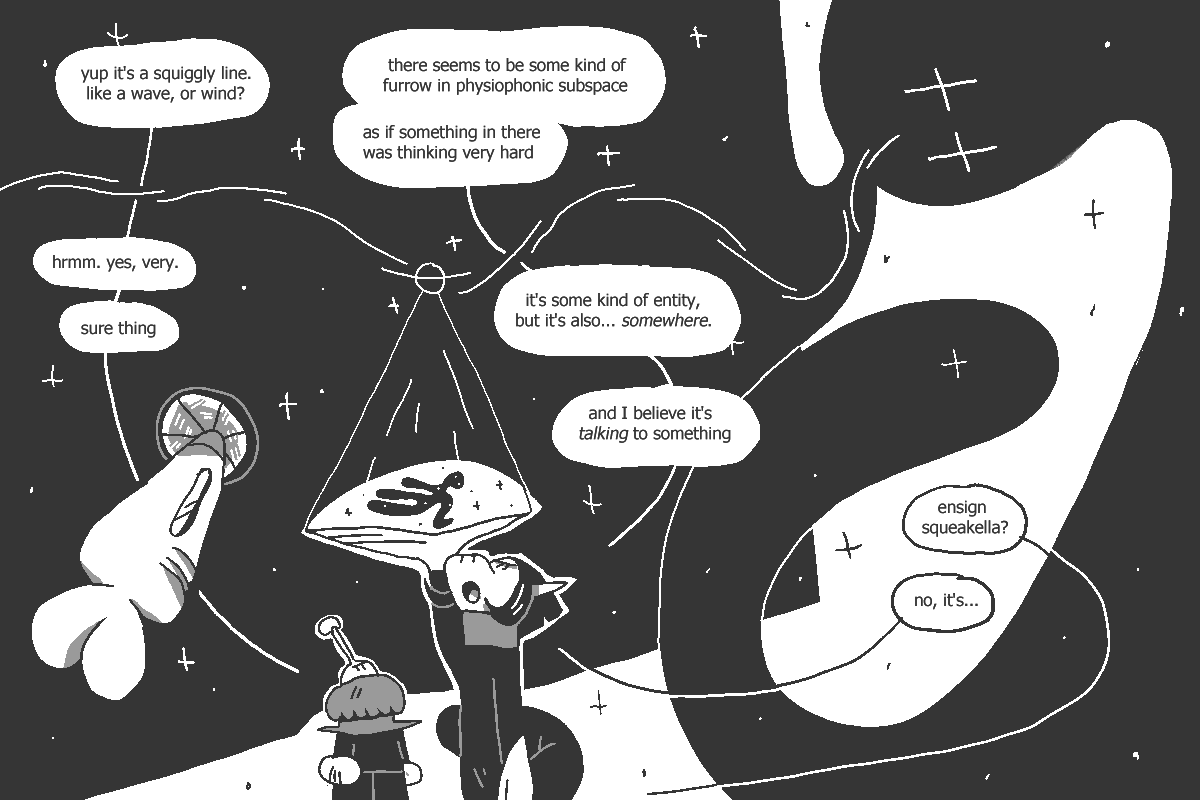 yup it's a squiggly line.
like a wave, or wind?
hrmm. yes, very.
sure thing
there seems to be some kind of
furrow in physiophonic subspace
as if something in there
was thinking very hard
it's some kind of entity,
but it's also... somewhere.
and I believe it's
talking to something
ensign
squeakella?
no, it's...